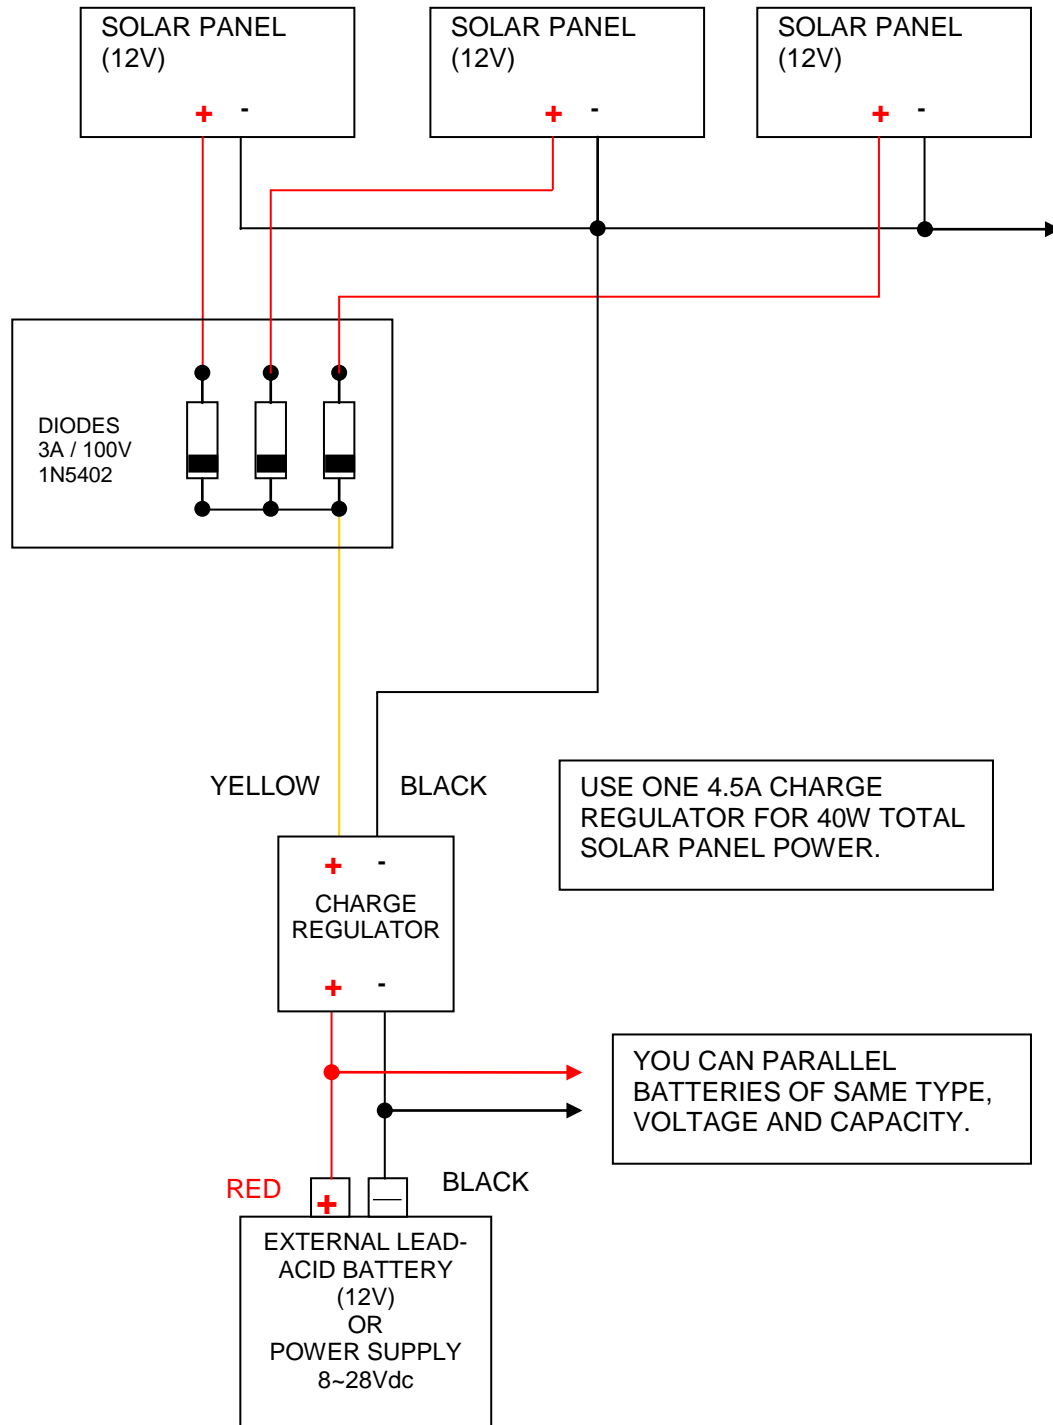 SOLAR PANEL
(12V)
+ -
SOLAR PANEL
(12V)
+ -
SOLAR PANEL
(12V)
+ -
DIODES
3A / 100V
1N5402
YELLOW
BLACK
+ -
CHARGE
REGULATOR
+ -
USE ONE 4.5A CHARGE
REGULATOR FOR 40W TOTAL
SOLAR PANEL POWER.
YOU CAN PARALLEL
BATTERIES OF SAME TYPE,
VOLTAGE AND CAPACITY.
RED
+ —
BLACK
EXTERNAL LEAD-
ACID BATTERY
(12V)
OR
POWER SUPPLY
8~28Vdc